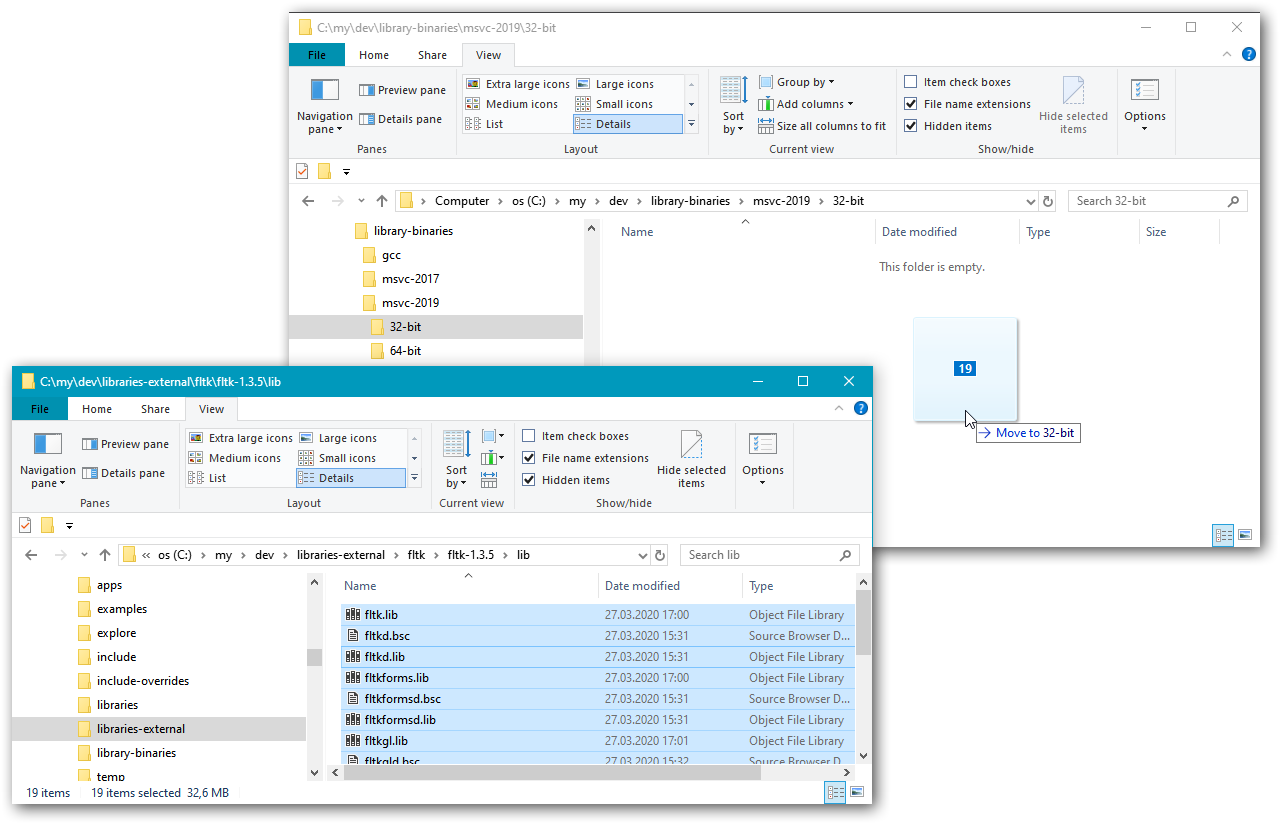 C:\my\dev\library-binaries\msvc-2019\32-bit
File Home Share View
Navigation pane
Preview pane
Details pane
Panes
Extra large icons Large icons
Medium icons Small icons
List Details
Layout
Sort by
Group by
Add columns
Size all columns to fit
Current view
Item check boxes
File name extensions
Hidden items
Hide selected items
Show/hide
Options
Computer > os (C:) > my > dev > library-binaries > msvc-2019 > 32-bit
Search 32-bit
library-binaries
gcc
msvc-2017
msvc-2019
32-bit
64-bit
Name Date modified Type Size
This folder is empty.
19
Move to 32-bit
C:\my\dev\libraries-external\fltk\fltk-1.3.5\lib
File Home Share View
Navigation pane
Preview pane
Details pane
Panes
Extra large icons Large icons
Medium icons Small icons
List Details
Layout
Sort by
Current view
Item check boxes
File name extensions
Hidden items
Hide selected items
Show/hide
Options
« os (C:) > my > dev > libraries-external > fltk > fltk-1.3.5 > lib
Search lib
apps
examples
explore
include
include-overrides
libraries
libraries-external
library-binaries
temp
Name Date modified Type
fltk.lib 27.03.2020 17:00 Object File Library
fltkd.bsc 27.03.2020 15:31 Source Browser D...
fltkd.lib 27.03.2020 15:31 Object File Library
fltkforms.lib 27.03.2020 17:00 Object File Library
fltkformsd.bsc 27.03.2020 15:31 Source Browser D...
fltkformsd.lib 27.03.2020 15:31 Object File Library
fltkgl.lib 27.03.2020 17:01 Object File Library
fltkgld.bsc 27.03.2020 15:32 Source Browser D...
19 items 19 items selected 32,6 MB